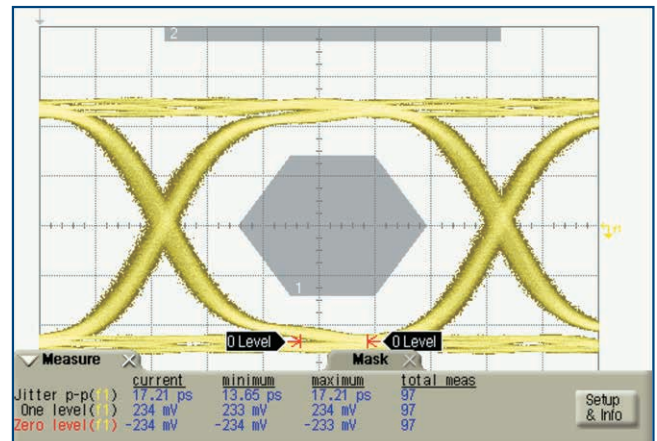 2
1
0 Level
0 Level
Measure
Mask
current minimum maximum total meas
Jitter p-p(f1) 17.21 ps 13.65 ps 17.21 ps 97
One level(f1) 234 mV 233 mV 234 mV 97
Zero level(f1) -234 mV -234 mV -233 mV 97
Setup
& Info